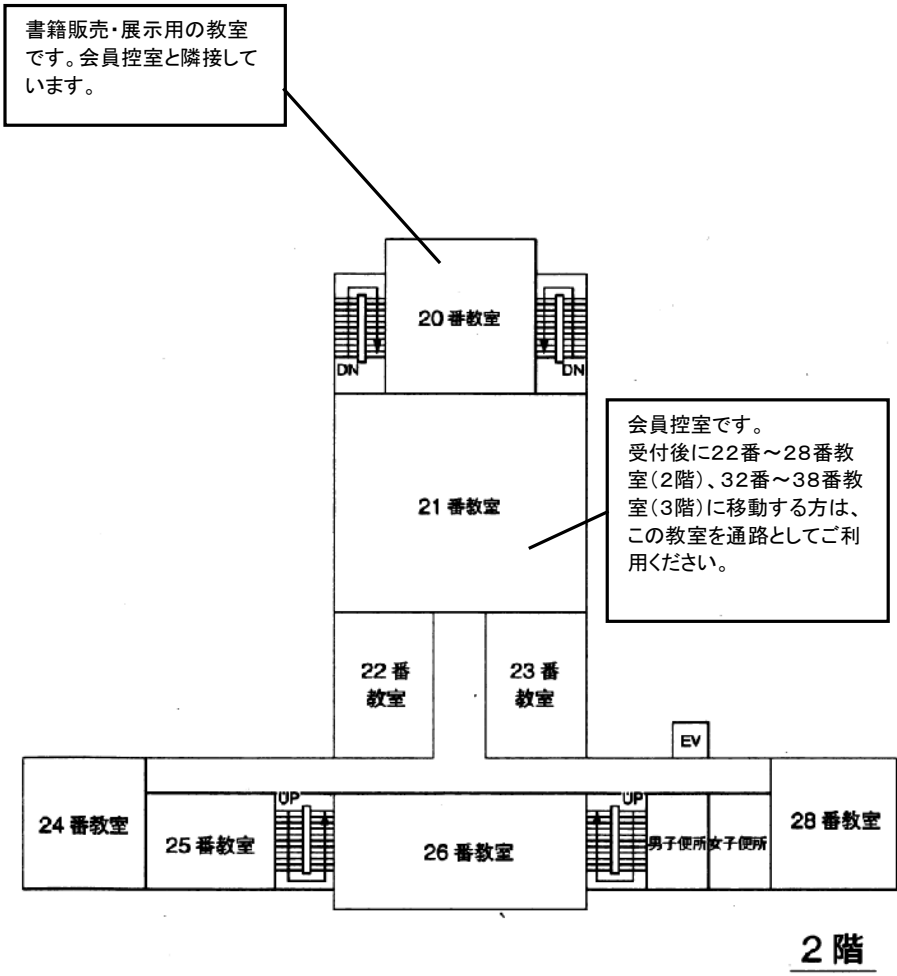 書籍販売・展示用の教室
です。会員控室と隣接して
います。
20番教室
DN
DN
会員控室です。
受付後に22番～28番教
室(2階)、32番～38番教
室(3階)に移動する方は、
この教室を通路としてご利
用ください。
21番教室
22番
教室
23番
教室
EV
24番教室
UP
25番教室
26番教室
UP
男子便所
女子便所
28番教室
2階